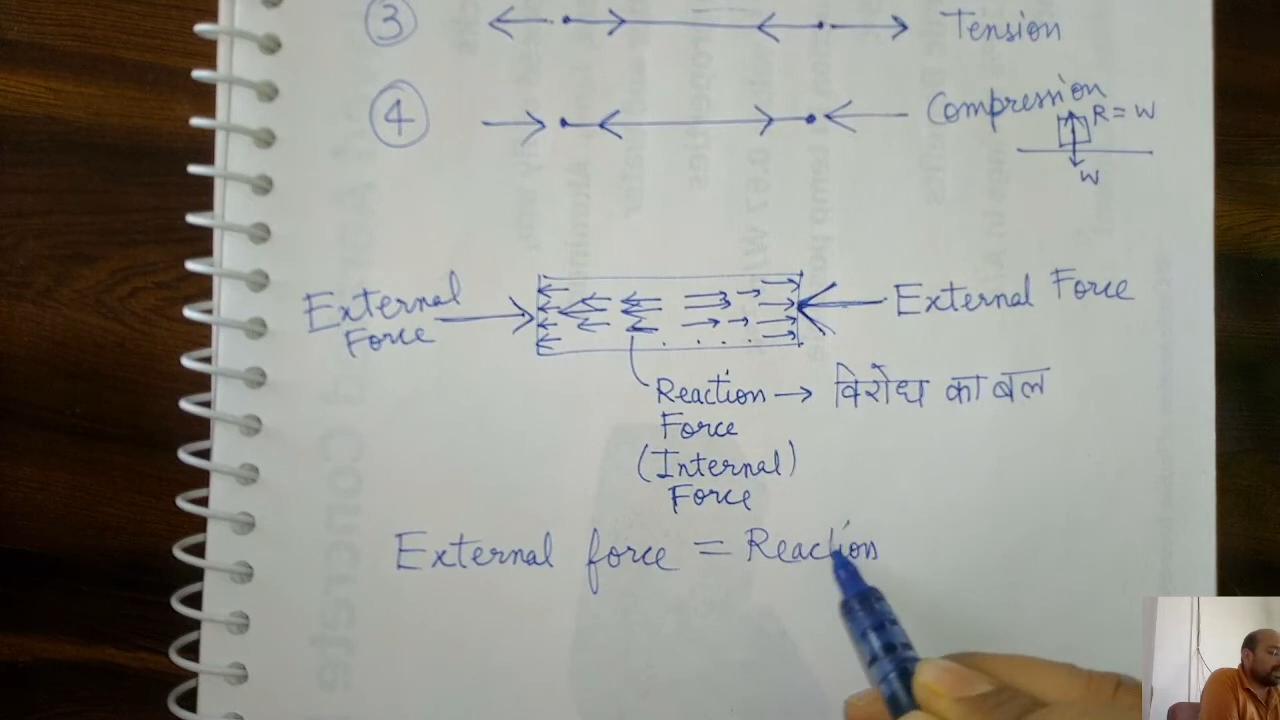 ③ Tension
④ Compression
R = W
W
External
Force
External Force
Reaction → विरोध का बल
Force
(Internal)
Force
External force = Reaction